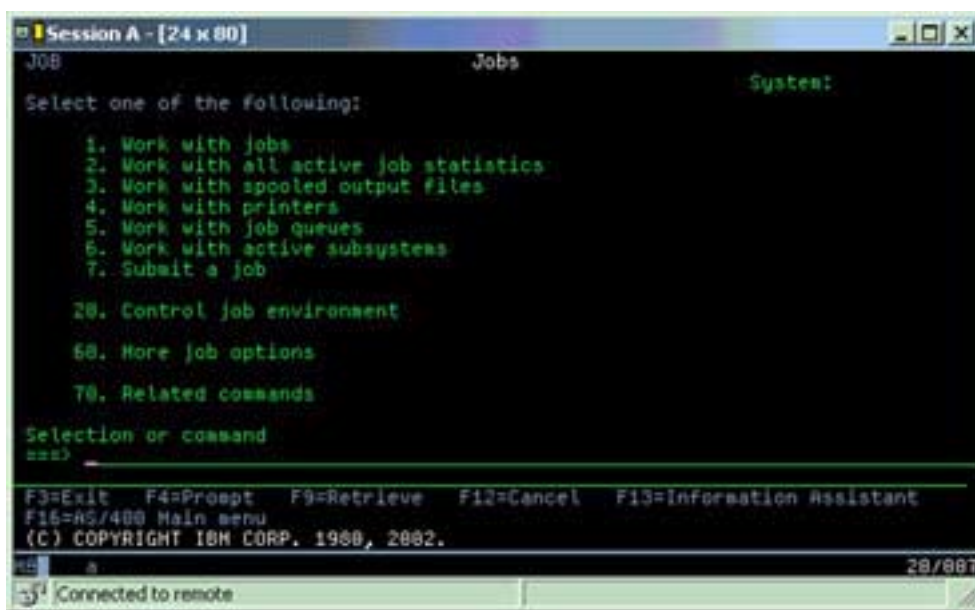 Session A - [24 x 80]
JOB Jobs
System:
Select one of the following:
1. Work with jobs
2. Work with all active job statistics
3. Work with spooled output files
4. Work with printers
5. Work with job queues
6. Work with active subsystems
7. Submit a job
20. Control job environment
60. More job options
70. Related commands
Selection or command
===>
F3=Exit F4=Prompt F9=Retrieve F12=Cancel F13=Information Assistant
F16=AS/400 Main menu
(C) COPYRIGHT IBM CORP. 1980, 2002.
a 20/007
Connected to remote